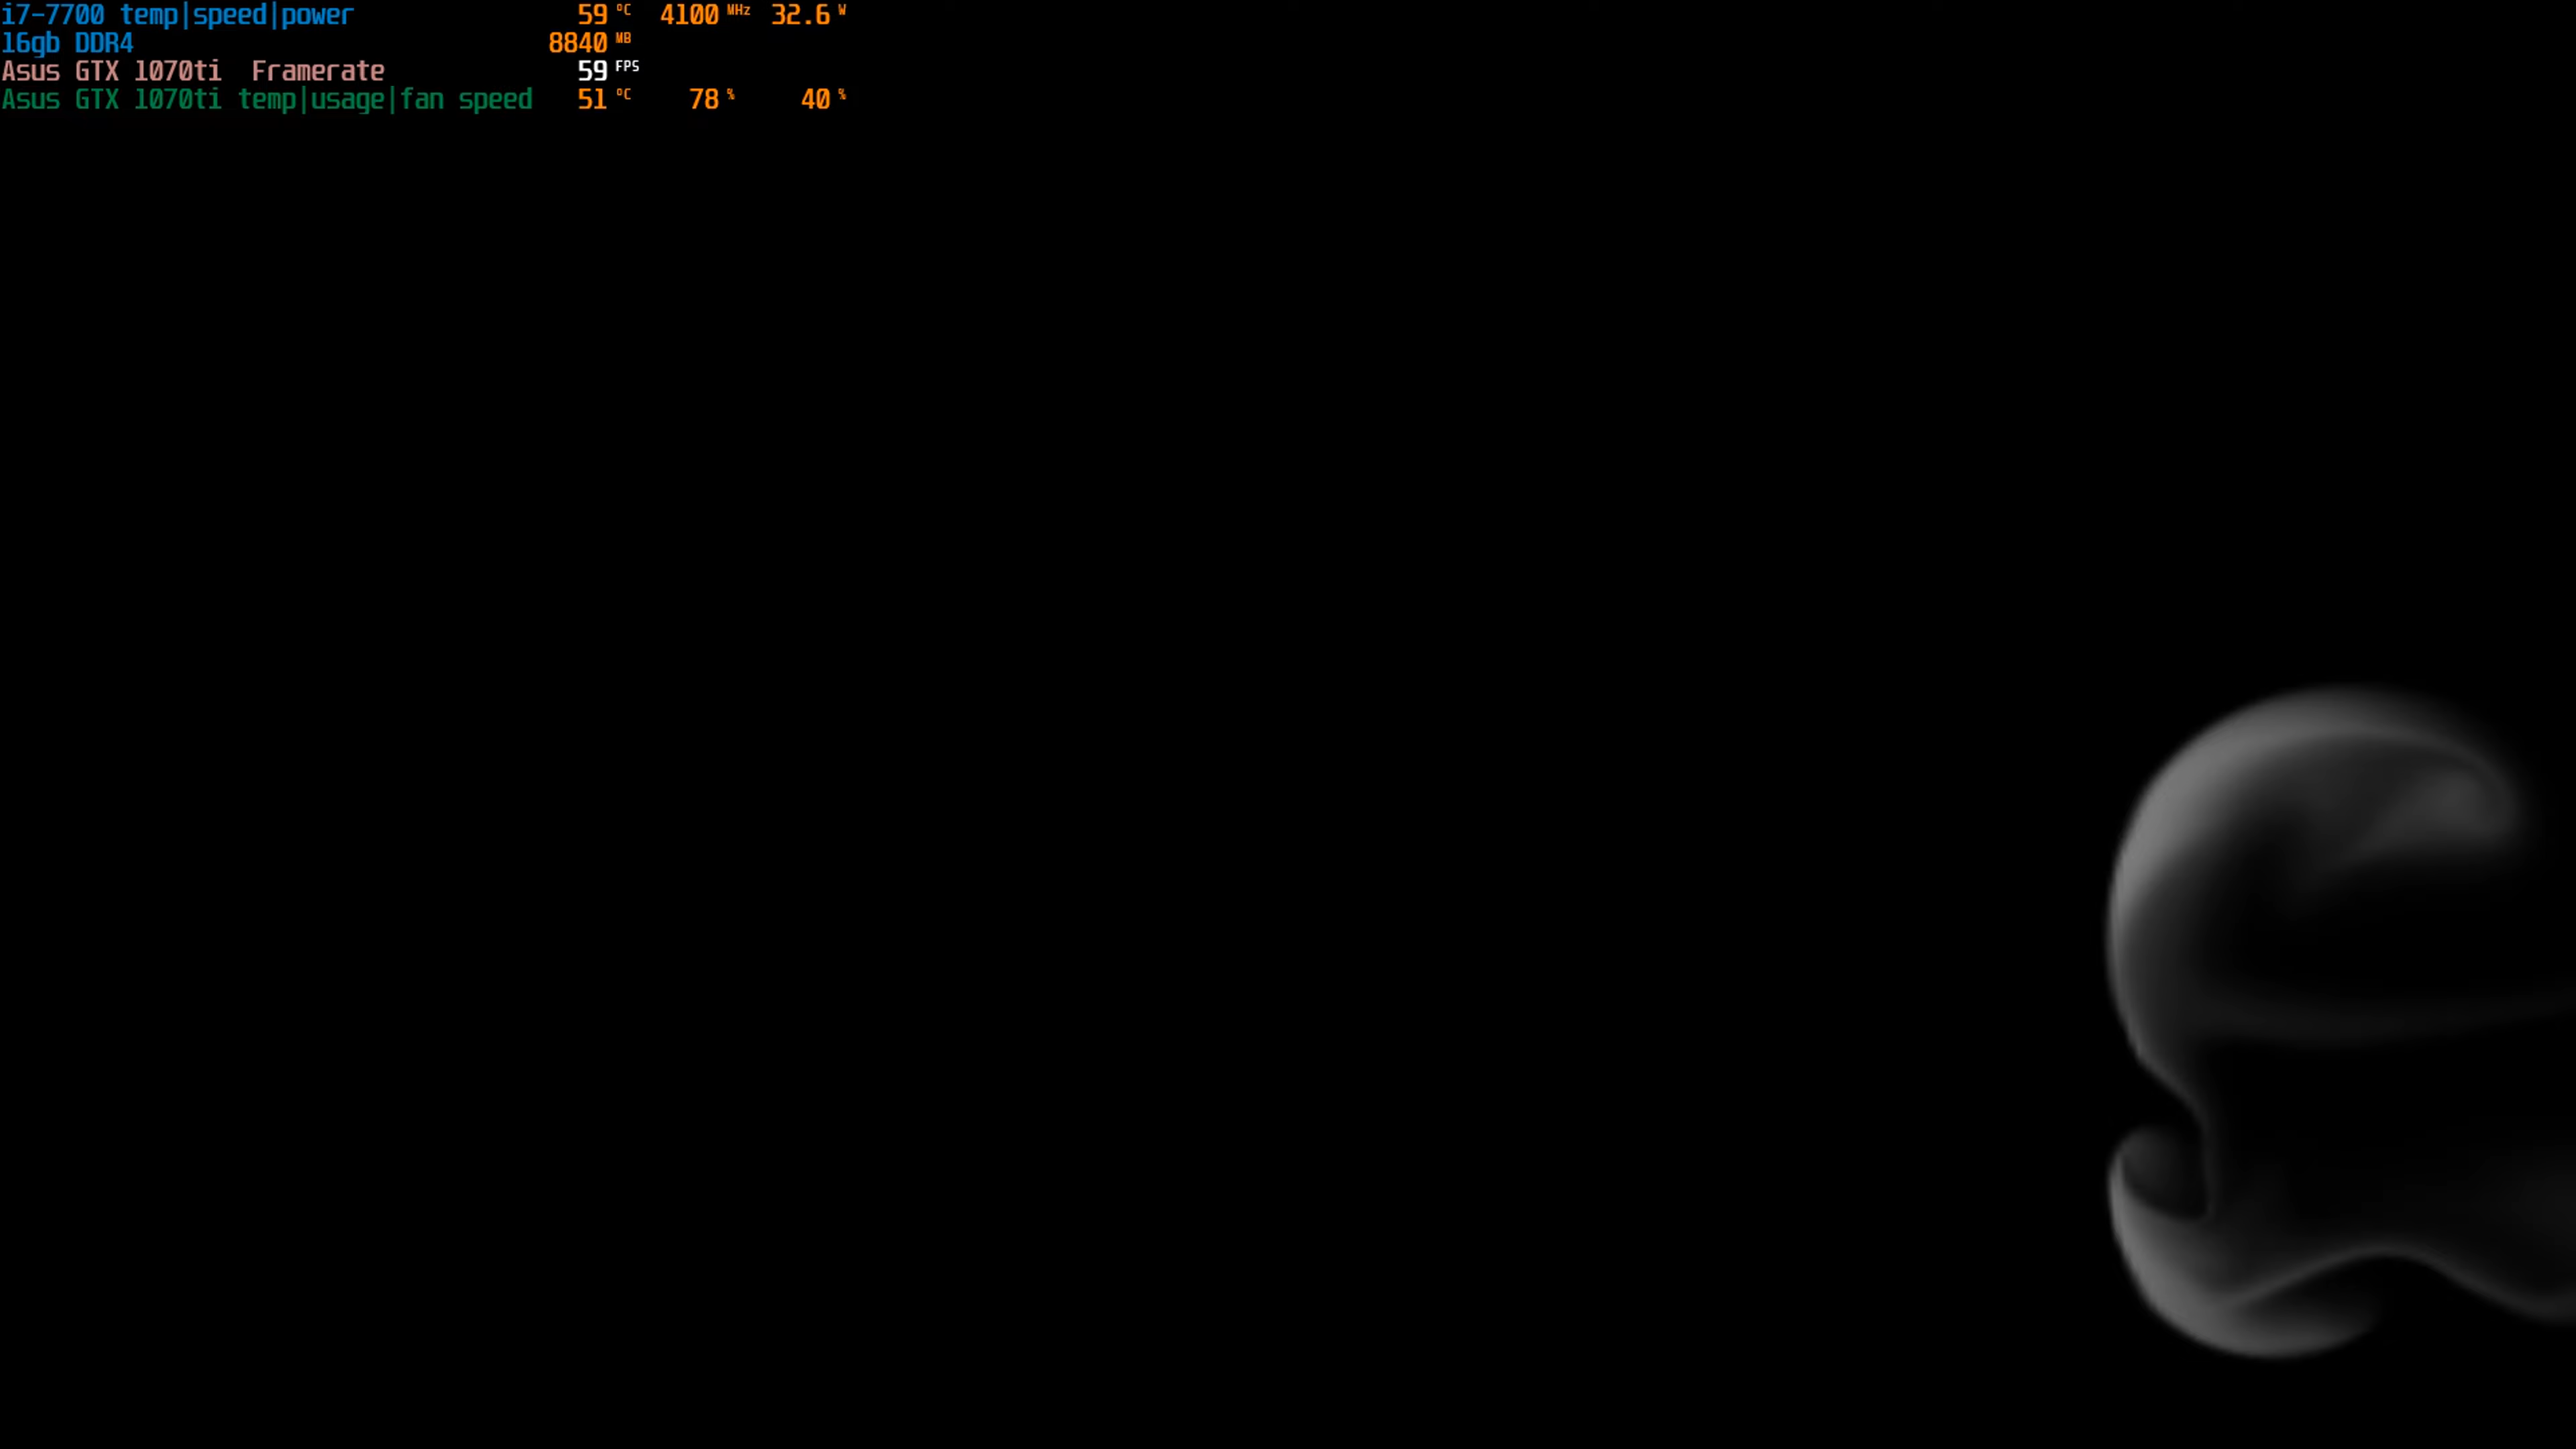 i7-7700 temp|speed|power 59 °C 4100 MHz 32.6 W
16gb DDR4 8840 MB
Asus GTX 1070ti Framerate 59 FPS
Asus GTX 1070ti temp|usage|fan speed 51 °C 78 % 40 %